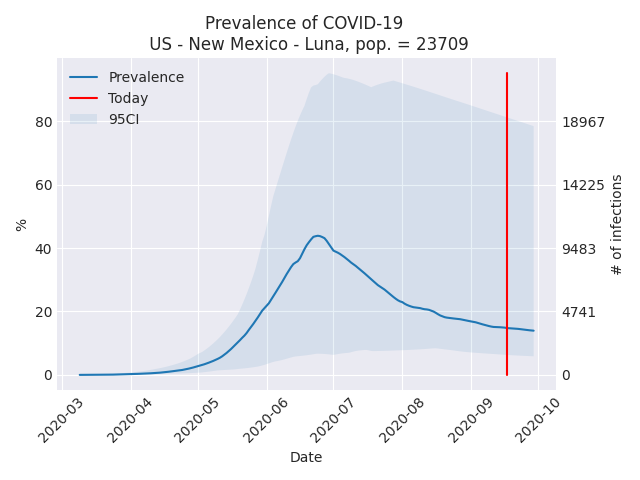 Prevalence of COVID-19
US - New Mexico - Luna, pop. = 23709
Prevalence
Today
95CI
%
80
60
40
20
0
18967
14225
9483
4741
0
# of infections
2020-03
2020-04
2020-05
2020-06
2020-07
2020-08
2020-09
2020-10
Date